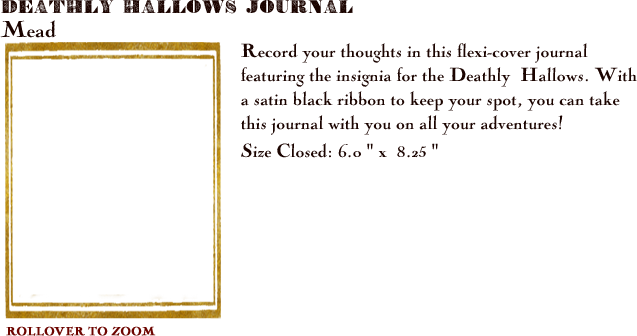 DEATHLY HALLOWS JOURNAL
Mead
Record your thoughts in this flexi-cover journal
featuring the insignia for the Deathly Hallows. With
a satin black ribbon to keep your spot, you can take
this journal with you on all your adventures!
Size Closed: 6.0 " x 8.25 "
ROLLOVER TO ZOOM